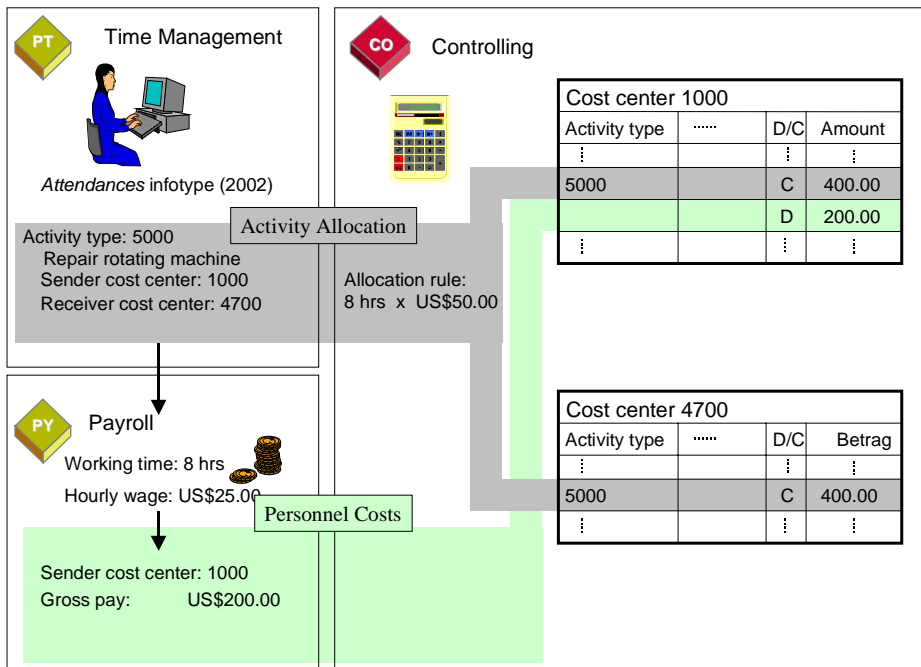 PT
Time Management
Attendances infotype (2002)
Activity Allocation
Activity type: 5000
Repair rotating machine
Sender cost center: 1000
Receiver cost center: 4700
PY
Payroll
Working time: 8 hrs
Hourly wage: US$25.00
Personnel Costs
Sender cost center: 1000
Gross pay: US$200.00
CO
Controlling
Allocation rule:
8 hrs x US$50.00
Cost center 1000
Activity type ...... D/C Amount
5000 C 400.00
D 200.00
Cost center 4700
Activity type ...... D/C Betrag
5000 C 400.00